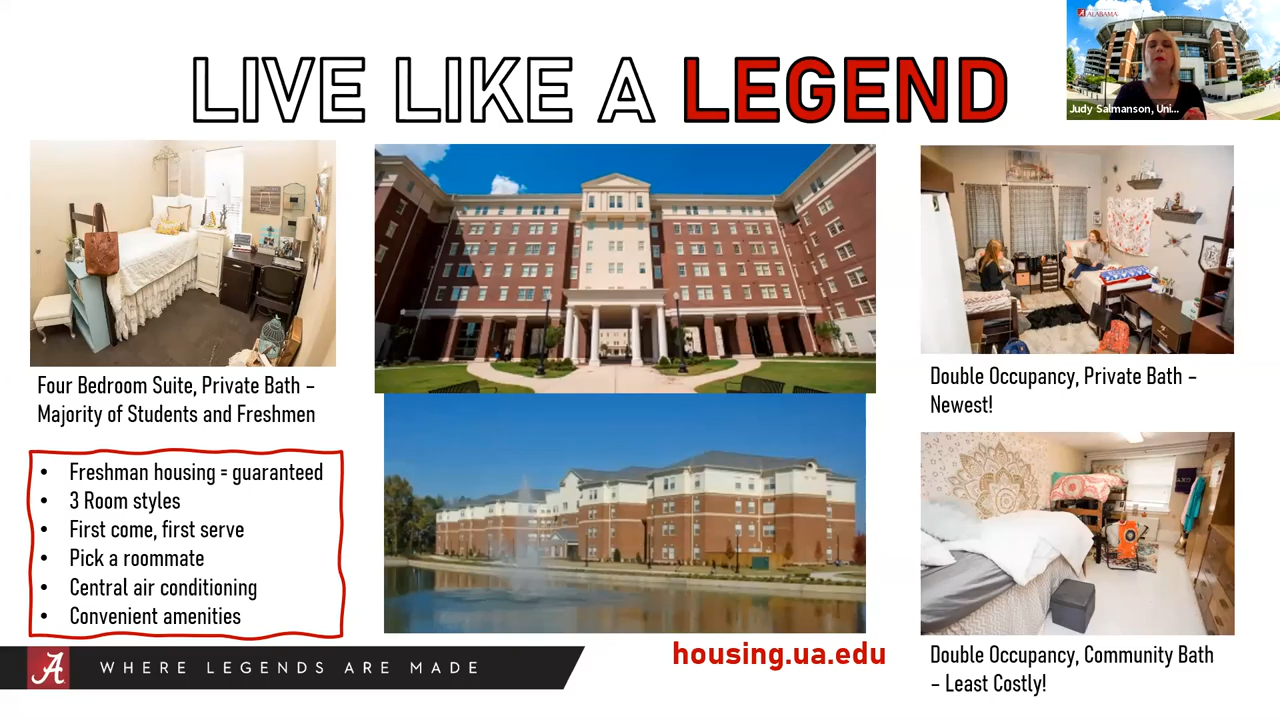 ALABAMA
LIVE LIKE A LEGEND
Judy Salmanson, Uni...
Four Bedroom Suite, Private Bath –
Majority of Students and Freshmen
• Freshman housing = guaranteed
• 3 Room styles
• First come, first serve
• Pick a roommate
• Central air conditioning
• Convenient amenities
Double Occupancy, Private Bath –
Newest!
Double Occupancy, Community Bath
– Least Costly!
housing.ua.edu
A WHERE LEGENDS ARE MADE